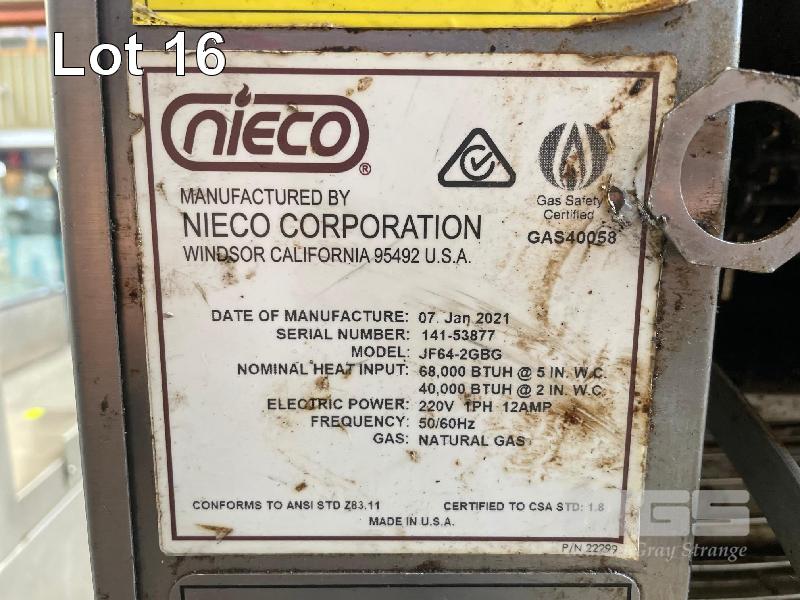 Lot 16
nieco®
Gas Safety
Certified
GAS40058
MANUFACTURED BY
NIECO CORPORATION
WINDSOR CALIFORNIA 95492 U.S.A.
DATE OF MANUFACTURE: 07. Jan 2021
SERIAL NUMBER: 141-53877
MODEL: JF64-2GBG
NOMINAL HEAT INPUT: 68,000 BTUH @ 5 IN. W.C.
40,000 BTUH @ 2 IN. W.C.
ELECTRIC POWER: 220V 1PH 12AMP
FREQUENCY: 50/60Hz
GAS: NATURAL GAS
CONFORMS TO ANSI STD Z83.11 CERTIFIED TO CSA STD: 1.8
MADE IN U.S.A.
P/N 22299
GS
Gray Strange